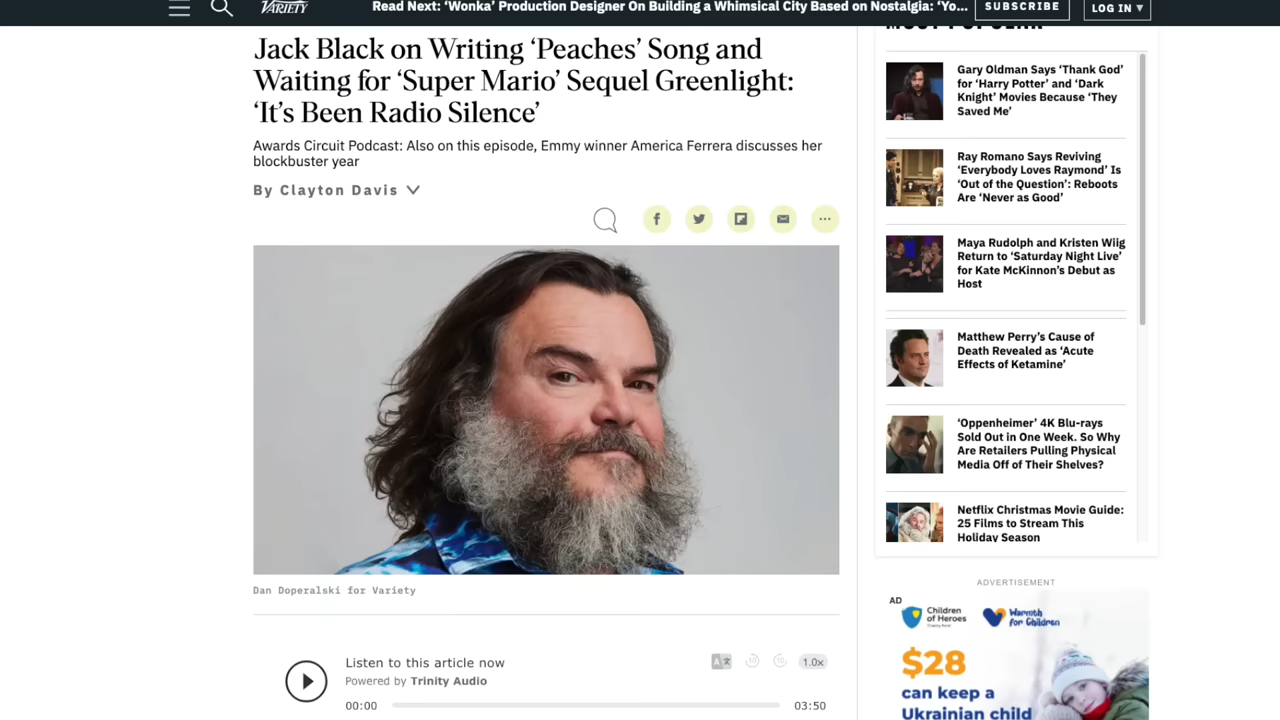 VARIETY
Read Next: ‘Wonka’ Production Designer On Building a Whimsical City Based on Nostalgia: ‘Yo...
SUBSCRIBE
LOG IN ▾
Jack Black on Writing ‘Peaches’ Song and
Waiting for ‘Super Mario’ Sequel Greenlight:
‘It’s Been Radio Silence’
Awards Circuit Podcast: Also on this episode, Emmy winner America Ferrera discusses her
blockbuster year
By Clayton Davis
Dan Doperalski for Variety
Listen to this article now
Powered by Trinity Audio
10
10
1.0x
00:00
03:50
MOST POPULAR
Gary Oldman Says ‘Thank God’
for ‘Harry Potter’ and ‘Dark
Knight’ Movies Because ‘They
Saved Me’
Ray Romano Says Reviving
‘Everybody Loves Raymond’ Is
‘Out of the Question’: Reboots
Are ‘Never as Good’
Maya Rudolph and Kristen Wiig
Return to ‘Saturday Night Live’
for Kate McKinnon’s Debut as
Host
Matthew Perry’s Cause of
Death Revealed as ‘Acute
Effects of Ketamine’
‘Oppenheimer’ 4K Blu-rays
Sold Out in One Week. So Why
Are Retailers Pulling Physical
Media Off of Their Shelves?
Netflix Christmas Movie Guide:
25 Films to Stream This
Holiday Season
ADVERTISEMENT
AD
Children
of Heroes
Warmth
for Children
$28
can keep a
Ukrainian child